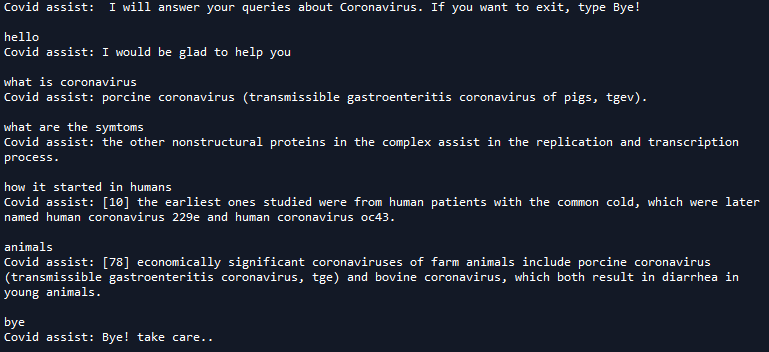 Covid assist:  I will answer your queries about Coronavirus. If you want to exit, type Bye!
hello
Covid assist: I would be glad to help you
what is coronavirus
Covid assist: porcine coronavirus (transmissible gastroenteritis coronavirus of pigs, tgev).
what are the symtoms
Covid assist: the other nonstructural proteins in the complex assist in the replication and transcription
process.
how it started in humans
Covid assist: [10] the earliest ones studied were from human patients with the common cold, which were later
named human coronavirus 229e and human coronavirus oc43.
animals
Covid assist: [78] economically significant coronaviruses of farm animals include porcine coronavirus
(transmissible gastroenteritis coronavirus, tge) and bovine coronavirus, which both result in diarrhea in
young animals.
bye
Covid assist: Bye! take care..